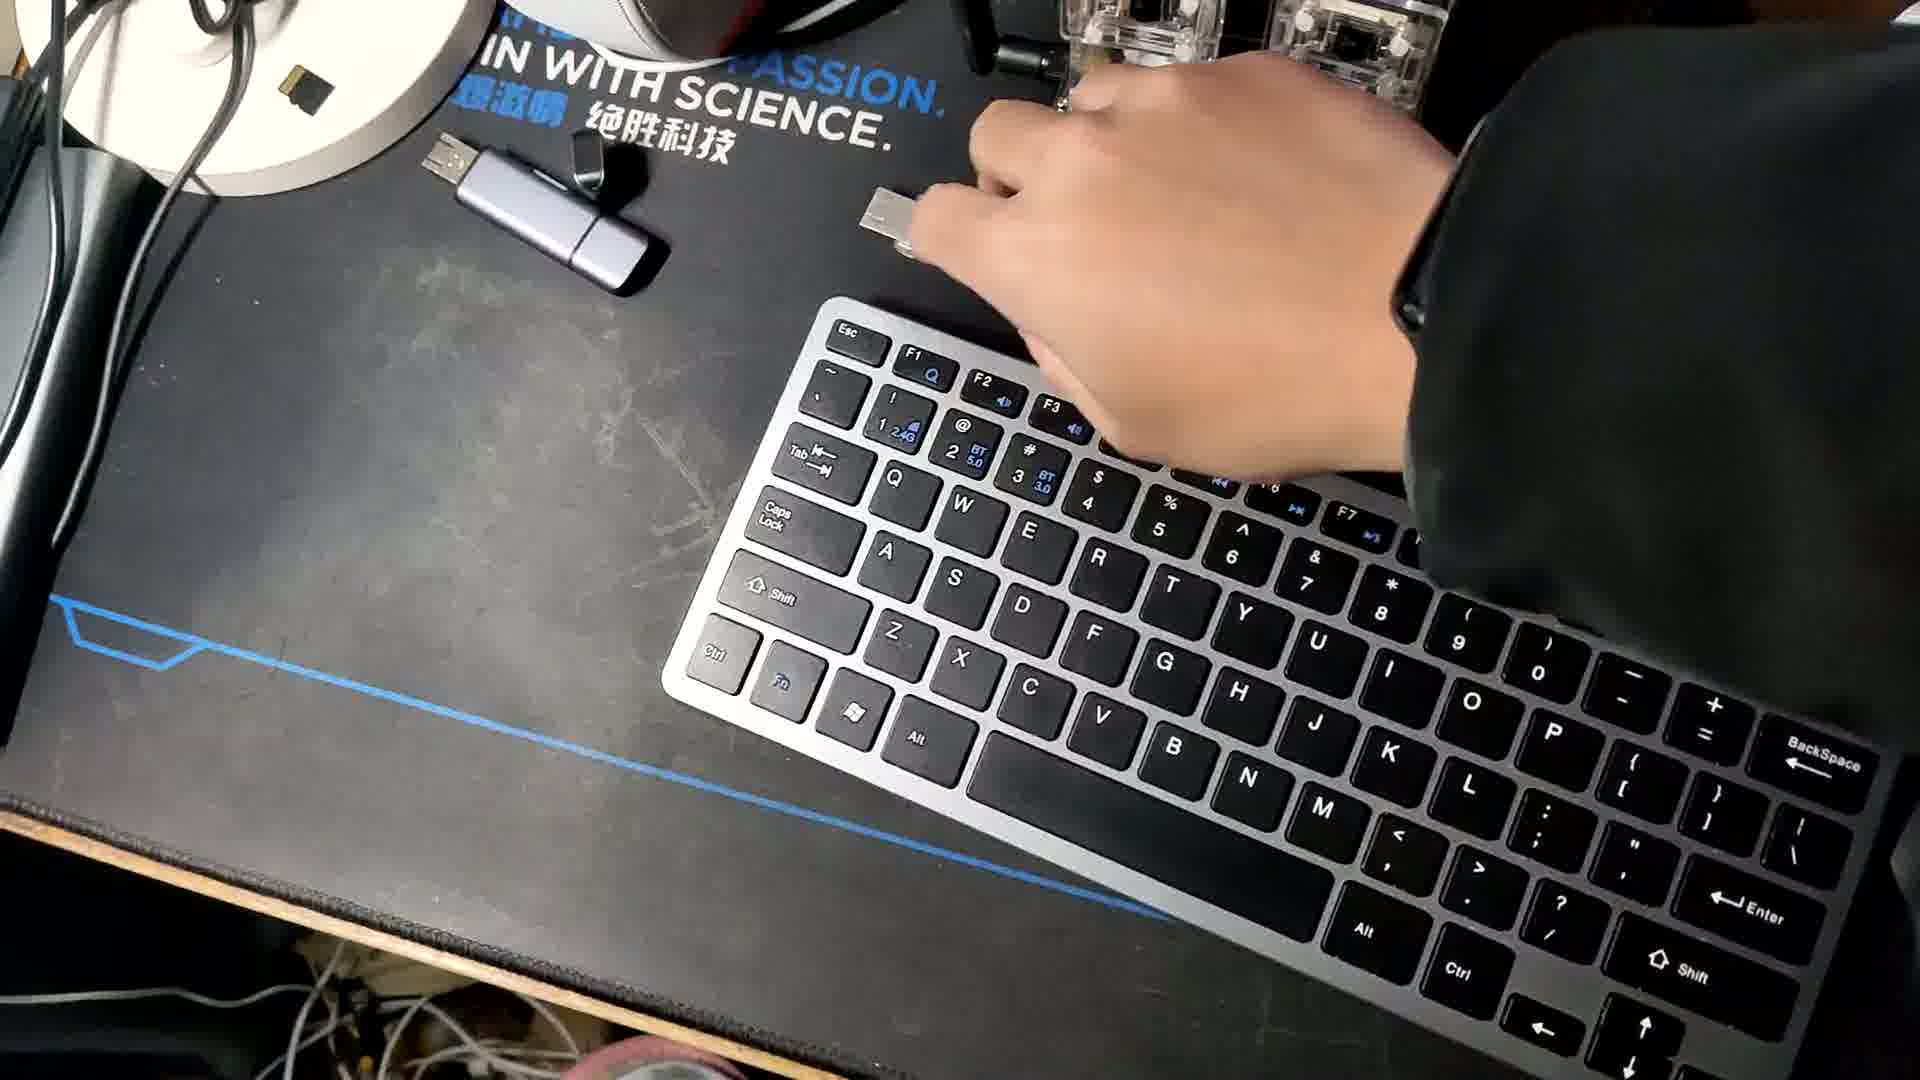 PASSION.
IN WITH SCIENCE.
绝胜科技
Esc
F1
F2
F3
F7
~ `
! 1 2.4G
@ 2 BT 5.0
# 3 BT 3.0
$ 4
% 5
^ 6
& 7
* 8
( 9
) 0
_ -
+ =
BackSpace
Tab
Q W E R T Y U I O P
{ [
} ]
| \
Caps Lock
A S D F G H J K L
: ;
" '
Enter
Shift
Z X C V B N M
< ,
> .
? /
Shift
Ctrl
Fn
Alt
Alt
Ctrl